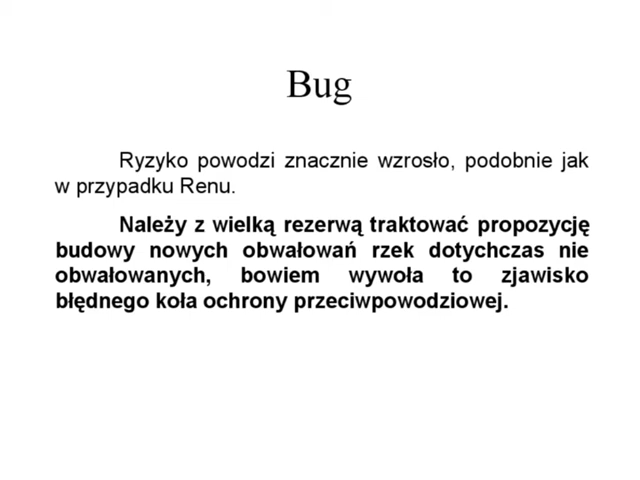 Bug
Ryzyko powodzi znacznie wzrosło, podobnie jak
w przypadku Renu.
Należy z wielką rezerwą traktować propozycję
budowy nowych obwałowań rzek dotychczas nie
obwałowanych, bowiem wywoła to zjawisko
błędnego koła ochrony przeciwpowodziowej.